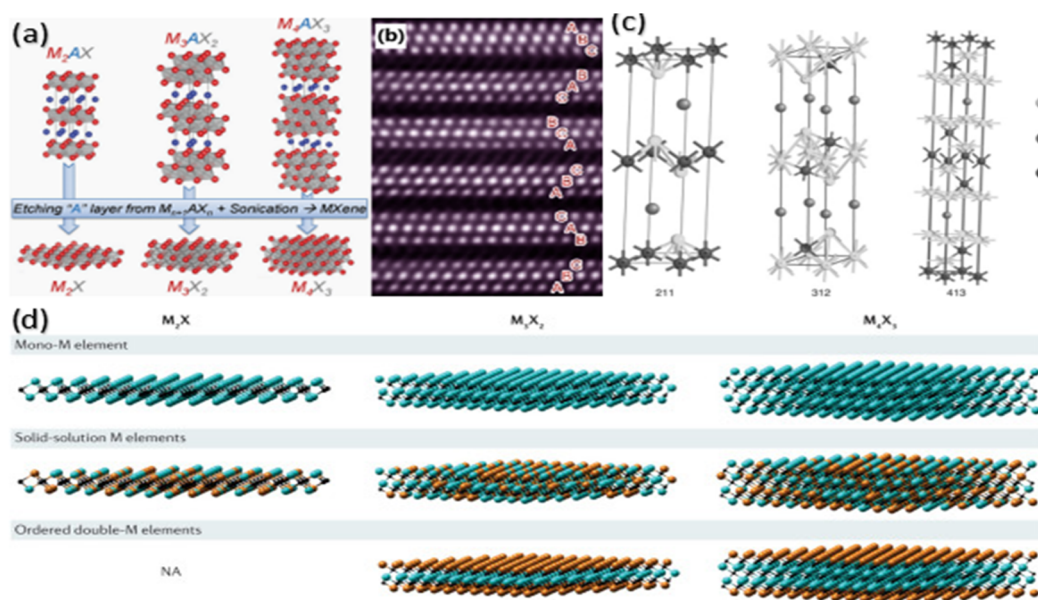 (a)
M₂AX
M₃AX₂
M₄AX₃
Etching "A" layer from Mₙ₊₁AXₙ + Sonication → MXene
M₂X
M₃X₂
M₄X₃
(b)
A
B
C
B
A
C
B
C
A
C
B
A
C
A
B
C
B
A
(c)
211
312
413
(d)
M₂X
M₃X₂
M₄X₃
Mono-M element
Solid-solution M elements
Ordered double-M elements
NA